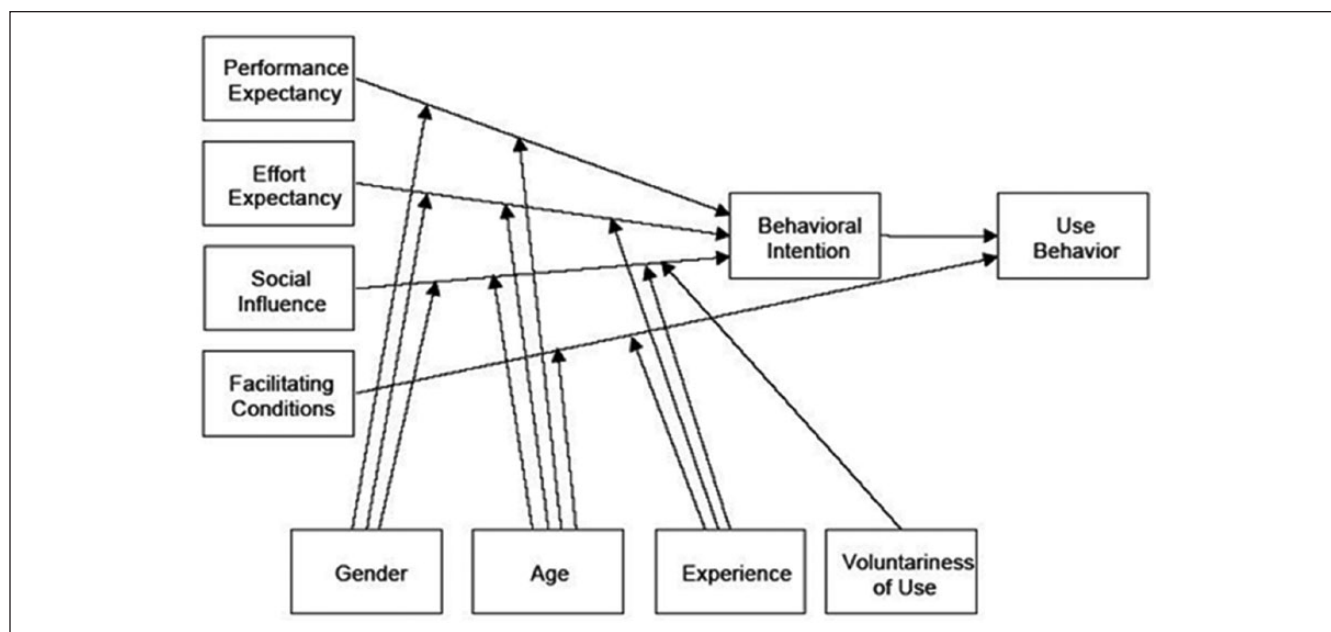 Performance
Expectancy
Effort
Expectancy
Social
Influence
Facilitating
Conditions
Behavioral
Intention
Use
Behavior
Gender
Age
Experience
Voluntariness
of Use